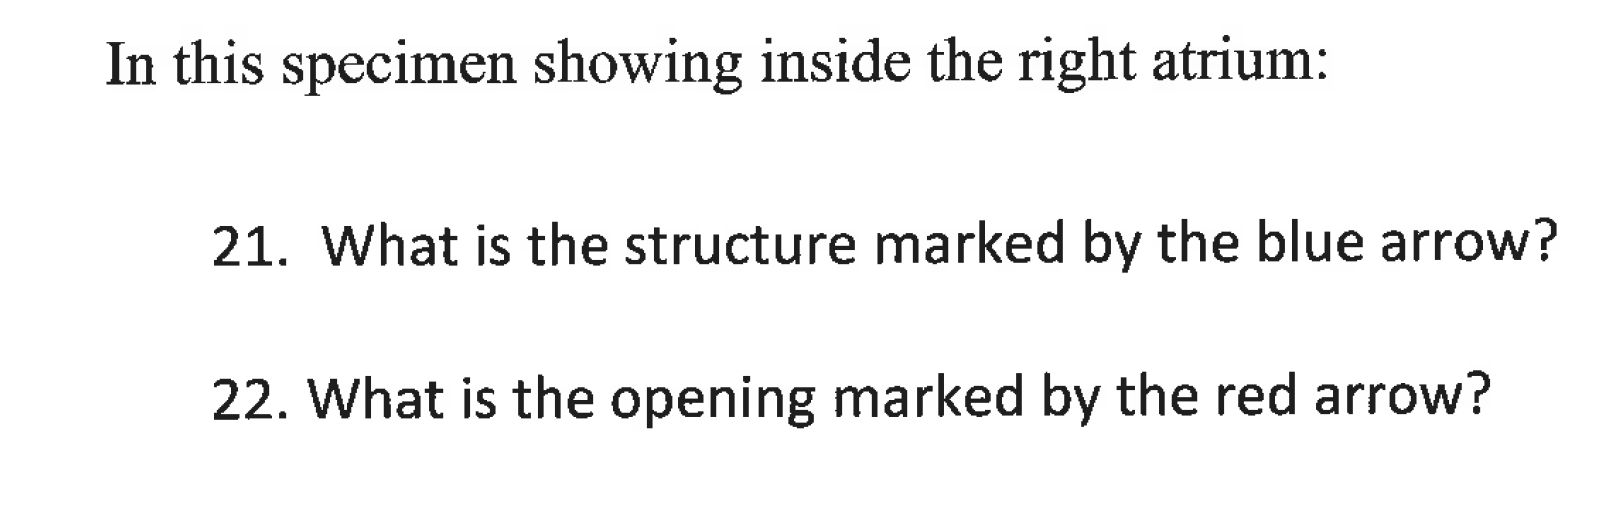 In this specimen showing inside the right atrium:
21. What is the structure marked by the blue arrow?
22. What is the opening marked by the red arrow?